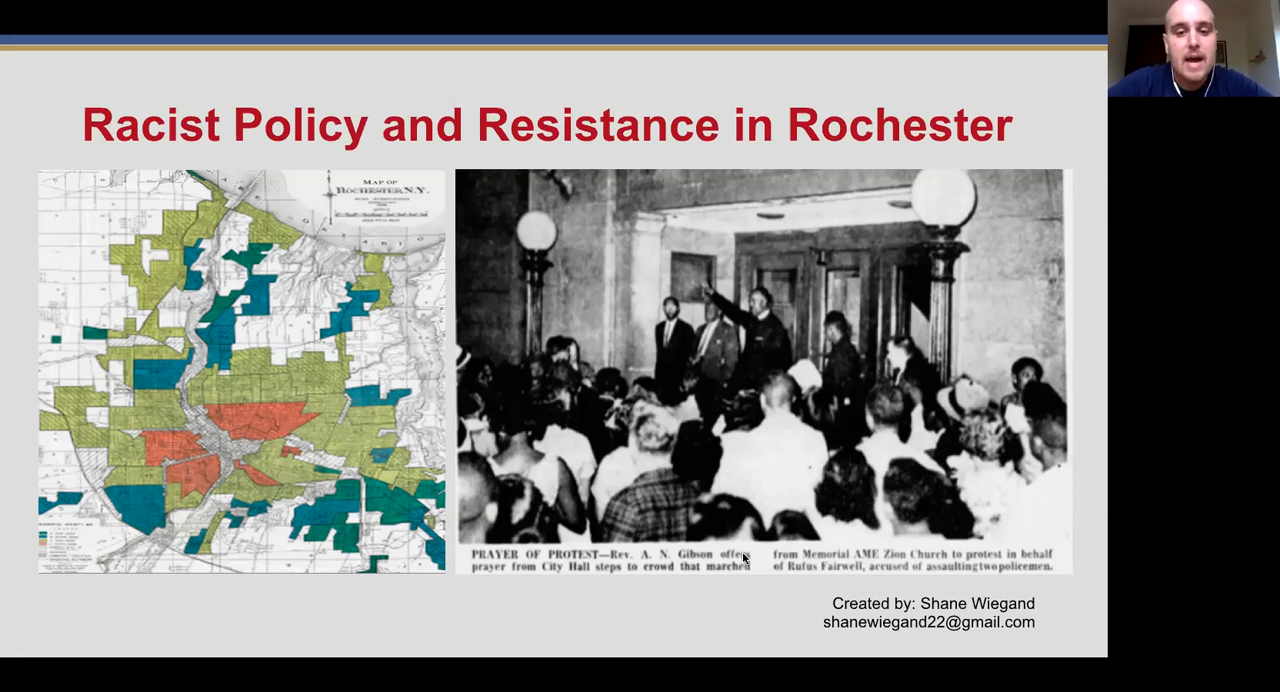 Racist Policy and Resistance in Rochester
MAP OF
ROCHESTER N.Y.
PRAYER OF PROTEST—Rev. A. N. Gibson
prayer from City Hall steps to crowd that marched
from Memorial AME Zion Church to protest in behalf
of Rufus Fairwell, accused of assaulting two policemen.
Created by: Shane Wiegand
shanewiegand22@gmail.com